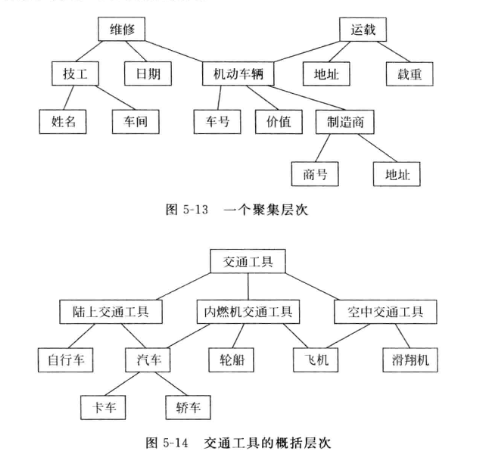 维修 运载
技工 日期 机动车辆 地址 载重
姓名 车间 车号 价值 制造商
商号 地址
图 5-13 一个聚集层次
交通工具
陆上交通工具 内燃机交通工具 空中交通工具
自行车 汽车 轮船 飞机 滑翔机
卡车 轿车
图 5-14 交通工具的概括层次